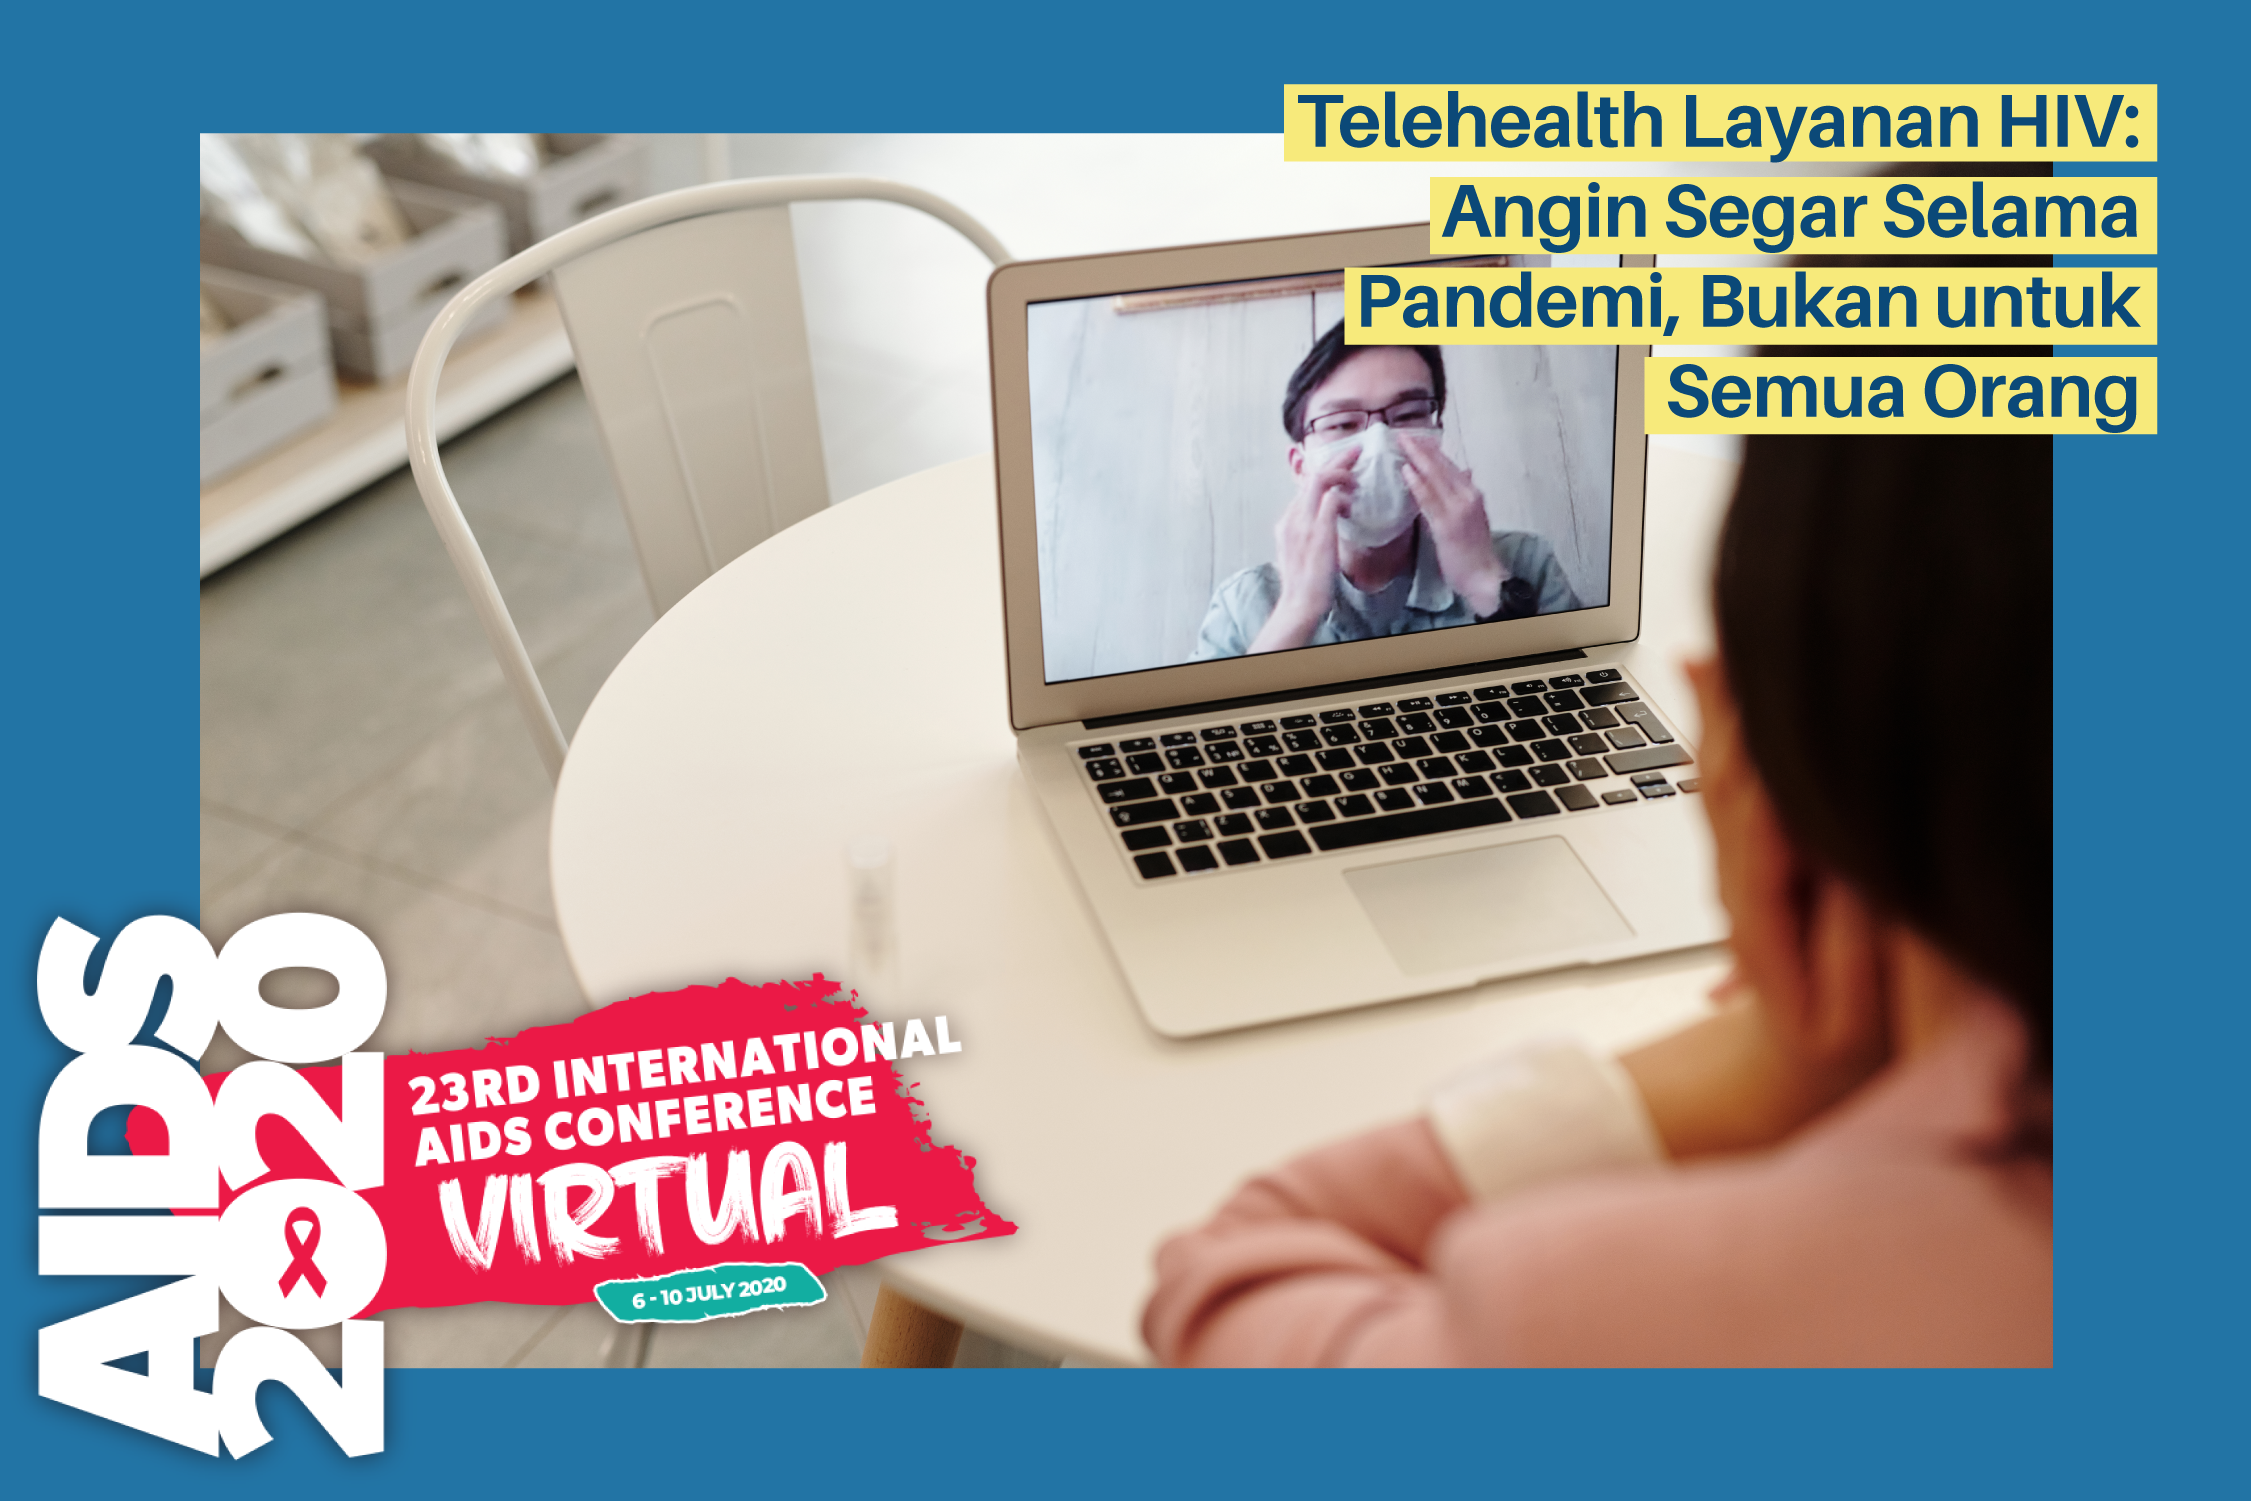 Telehealth Layanan HIV:
Angin Segar Selama
Pandemi, Bukan untuk
Semua Orang
AIDS
2020
23RD INTERNATIONAL
AIDS CONFERENCE
VIRTUAL
6 - 10 JULY 2020